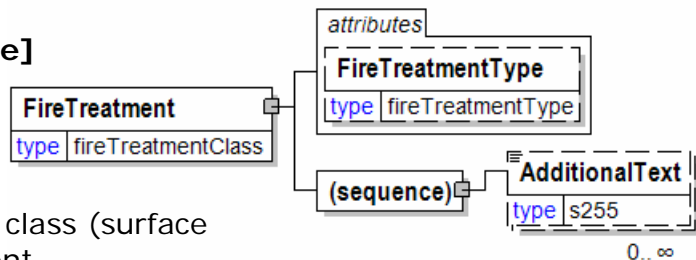 attributes
e]
FireTreatmentType
type fireTreatmentType
FireTreatment
type fireTreatmentClass
AdditionalText
(sequence)
type s255
class (surface
0.. ∞